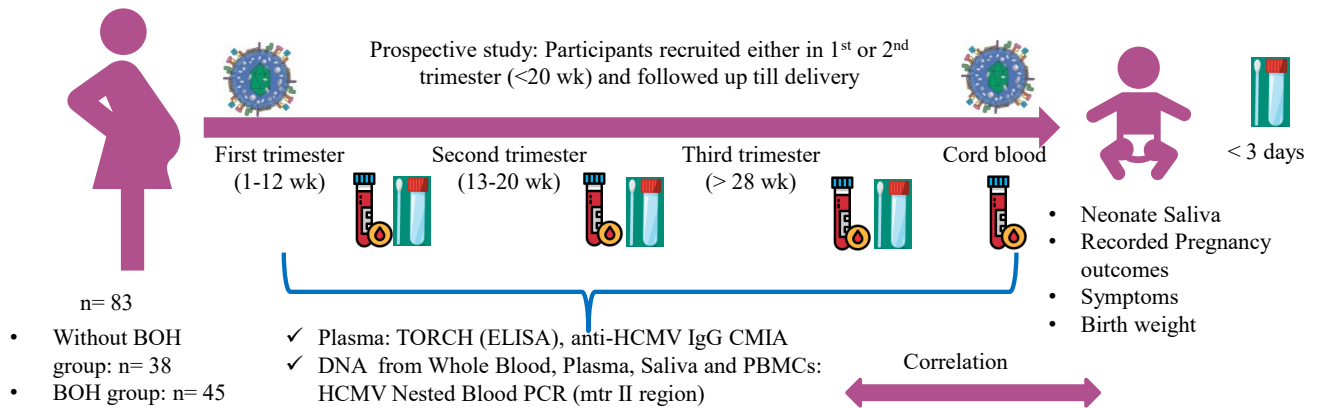 Prospective study: Participants recruited either in 1st or 2nd
trimester (<20 wk) and followed up till delivery
First trimester
(1-12 wk)
Second trimester
(13-20 wk)
Third trimester
(> 28 wk)
Cord blood
< 3 days
n= 83
• Without BOH
group: n= 38
• BOH group: n= 45
✓ Plasma: TORCH (ELISA), anti-HCMV IgG CMIA
✓ DNA from Whole Blood, Plasma, Saliva and PBMCs:
HCMV Nested Blood PCR (mtr II region)
• Neonate Saliva
• Recorded Pregnancy
outcomes
• Symptoms
• Birth weight
Correlation